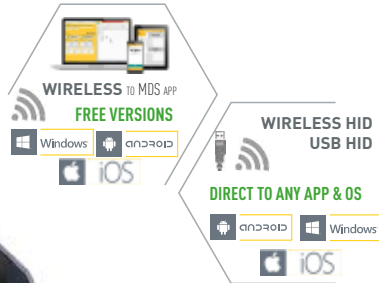 WIRELESS TO MDS APP
FREE VERSIONS
Windows android
iOS
WIRELESS HID
USB HID
DIRECT TO ANY APP & OS
android Windows
iOS